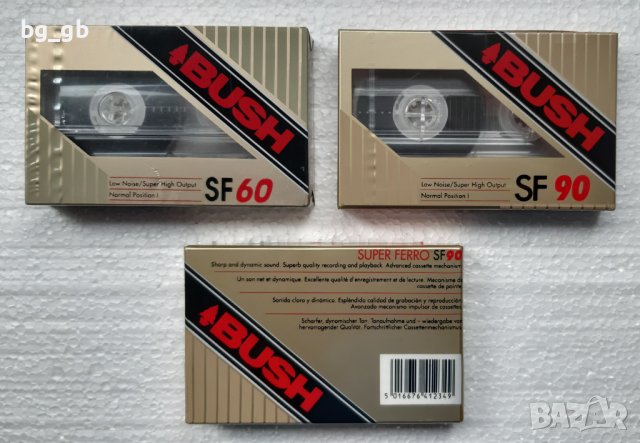 bg_gb
BUSH
Low Noise/Super High Output
Normal Position I
SF 60
BUSH
Low Noise/Super High Output
Normal Position I
SF 90
SUPER FERRO SF90
Sharp and dynamic sound. Superb quality recording and playback. Advanced cassette mechanism
Un son net et dynamique. Excellente qualité d'enregistrement et de lecture. Mecanisme de
cassette de pointe
Sonido claro y dinámico. Espléndida calidad de grabación y reproducción
Avanzado mecanismo impulsor de cassettes
Scharfer, dynamischer Ton. Tonaufnahme und - wiedergabe von
hervorragender Qualität. Fortschrittlicher Cassettenmechanismus
BUSH
5 016676 412349
BAZAR